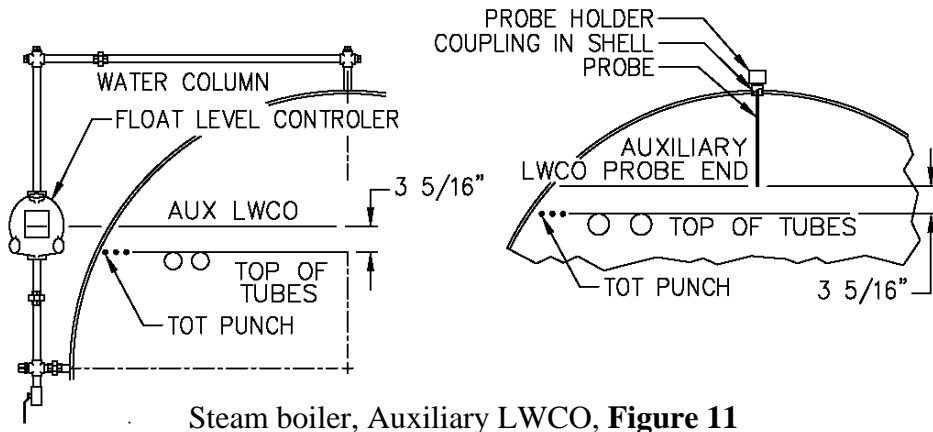 WATER COLUMN
FLOAT LEVEL CONTROLER
3 5/16"
AUX LWCO
TOP OF
TUBES
TOT PUNCH
PROBE HOLDER
COUPLING IN SHELL
PROBE
AUXILIARY
LWCO PROBE END
TOP OF TUBES
TOT PUNCH
3 5/16"
Steam boiler, Auxiliary LWCO, Figure 11